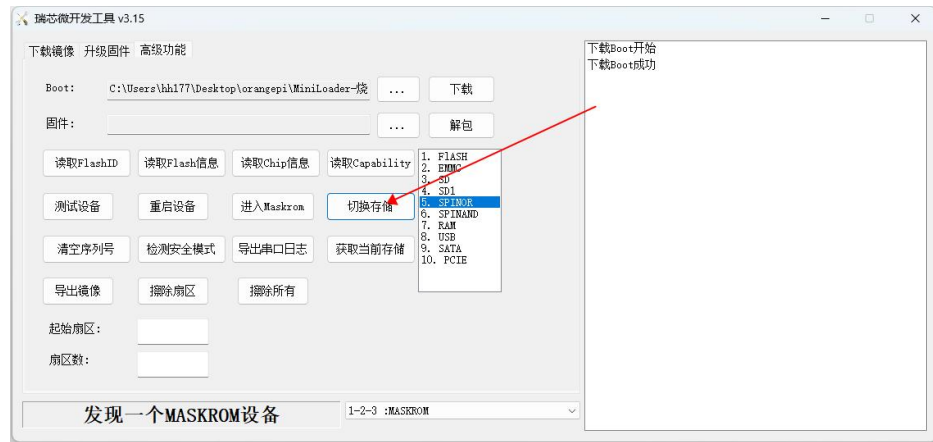 瑞芯微开发工具 v3.15
下载镜像 升级固件 高级功能
Boot: C:\Users\hh177\Desktop\orangepi\MiniLoader-烧 ... 下载
固件: ... 解包
读取FlashID 读取Flash信息 读取Chip信息 读取Capability
测试设备 重启设备 进入Maskrom 切换存储
清空序列号 检测安全模式 导出串口日志 获取当前存储
导出镜像 擦除扇区 擦除所有
1. FlASH
2. EMMC
3. SD
4. SD1
5. SPINOR
6. SPINAND
7. RAM
8. USB
9. SATA
10. PCIE
起始扇区:
扇区数:
发现一个MASKROM设备 1-2-3 :MASKROM
下载Boot开始
下载Boot成功